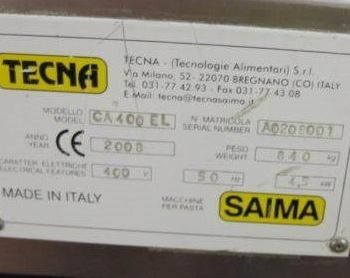 TECNA
TECNA - (Tecnologie Alimentari) S.r.l.
Via Milano, 52- 22070 BREGNANO (CO) ITALY
Tel 031-77.42.93 - Fax 031-77 43 08
E.Mail: tecna@tecnasaima.it
MODELLO
MODEL CA400 EL
N° MATRICOLA
SERIAL NUMBER A0208001
ANNO
YEAR CE 2008
PESO
WEIGHT 840 kg
CARATTER. ELETTRICHE
ELECTRICAL FEATURES 400 V 50 Hz 4,5 kW
MADE IN ITALY
MACCHINE
PER PASTA
SAIMA